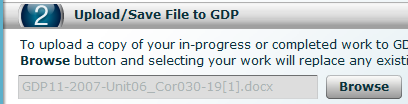 2 Upload/Save File to GDP
To upload a copy of your in-progress or completed work to GD
Browse button and selecting your work will replace any existi
GDP11-2007-Unit06_Cor030-19[1].docx Browse